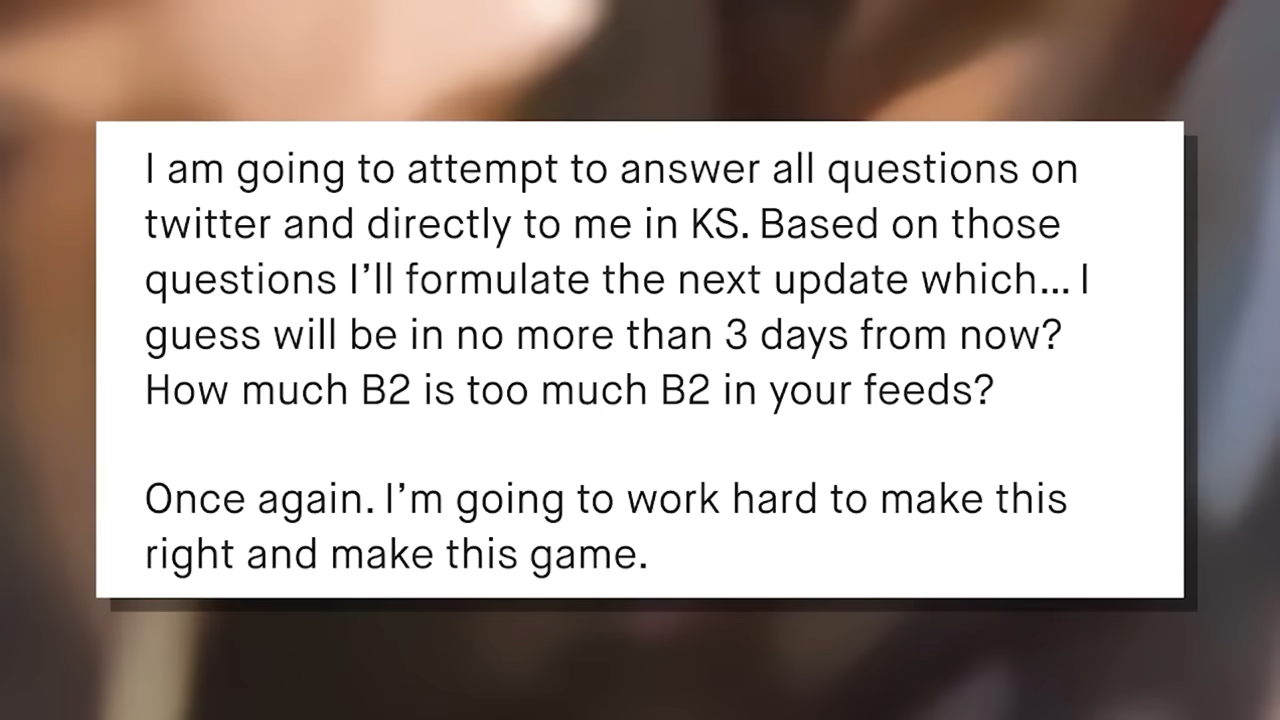 I am going to attempt to answer all questions on
twitter and directly to me in KS. Based on those
questions I’ll formulate the next update which... I
guess will be in no more than 3 days from now?
How much B2 is too much B2 in your feeds?
Once again. I’m going to work hard to make this
right and make this game.